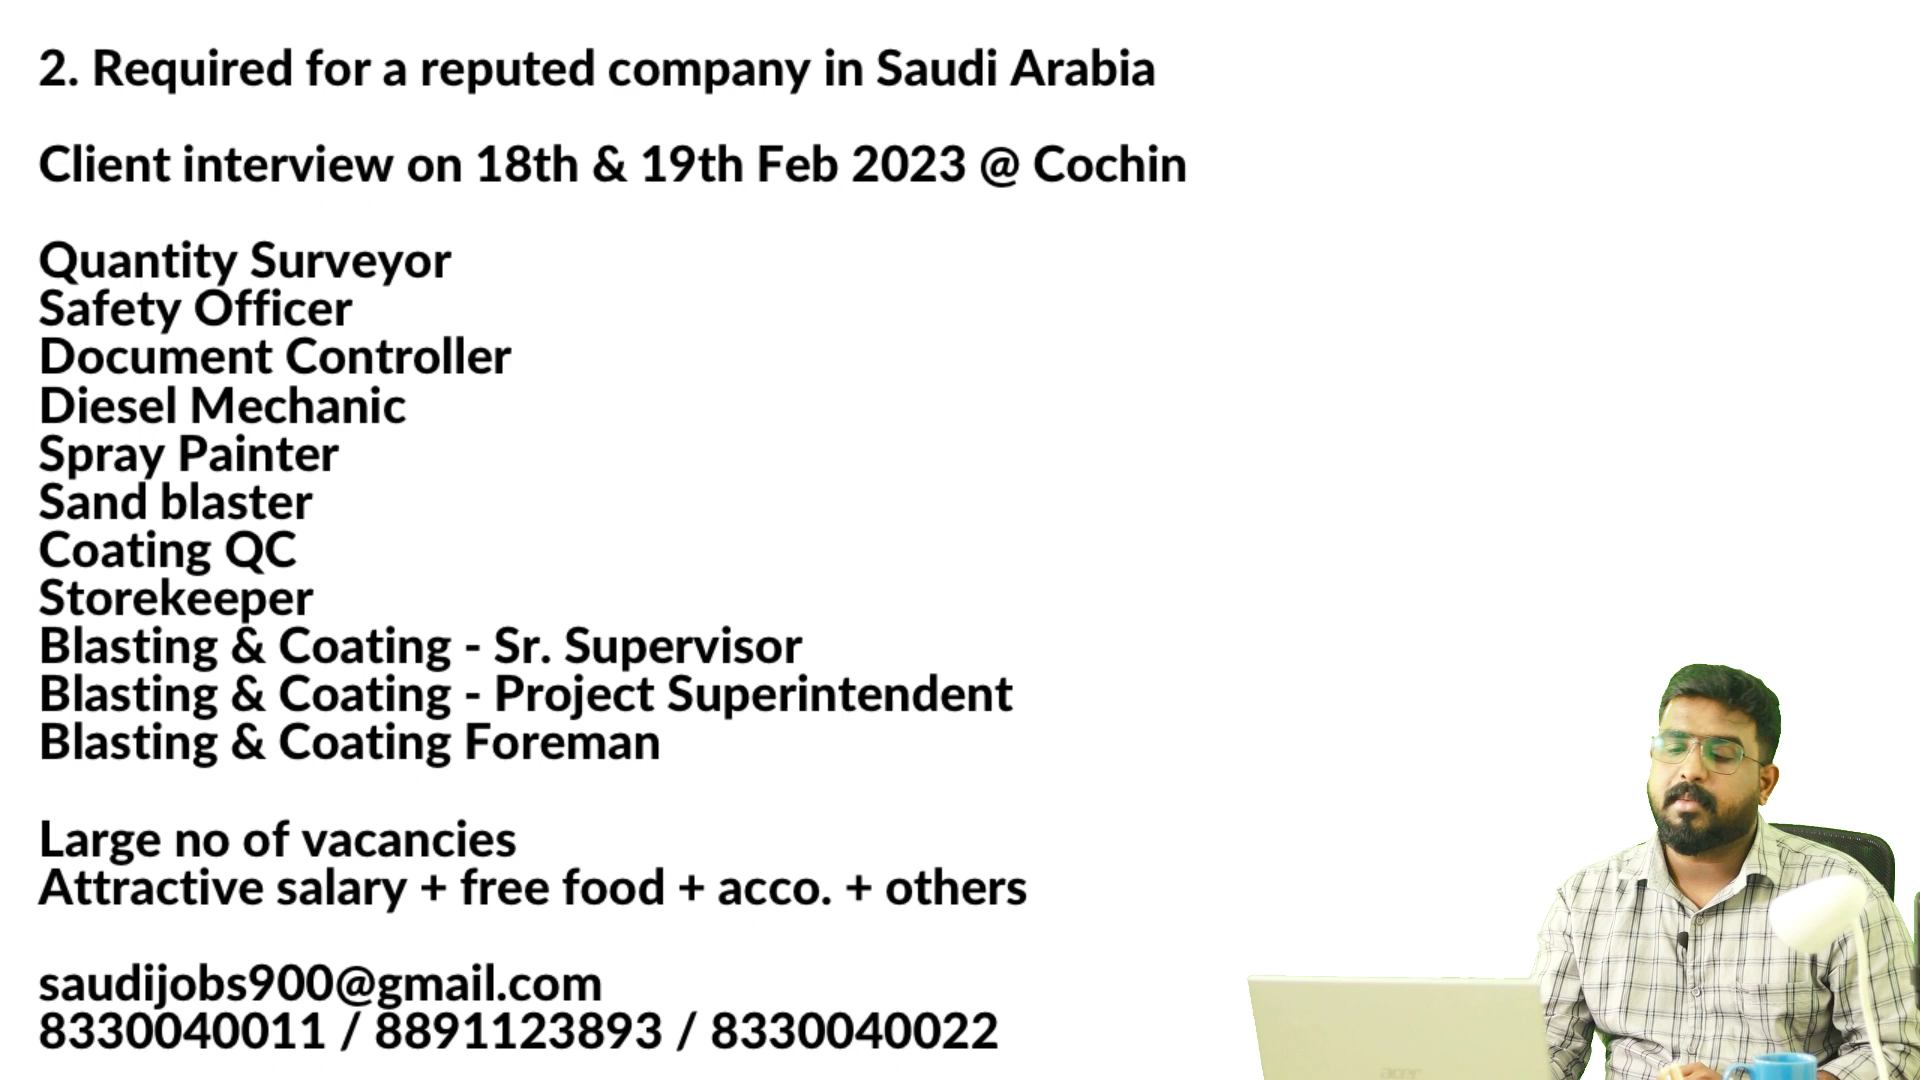 2. Required for a reputed company in Saudi Arabia
Client interview on 18th & 19th Feb 2023 @ Cochin
Quantity Surveyor
Safety Officer
Document Controller
Diesel Mechanic
Spray Painter
Sand blaster
Coating QC
Storekeeper
Blasting & Coating - Sr. Supervisor
Blasting & Coating - Project Superintendent
Blasting & Coating Foreman
Large no of vacancies
Attractive salary + free food + acco. + others
saudijobs900@gmail.com
8330040011 / 8891123893 / 8330040022
acer